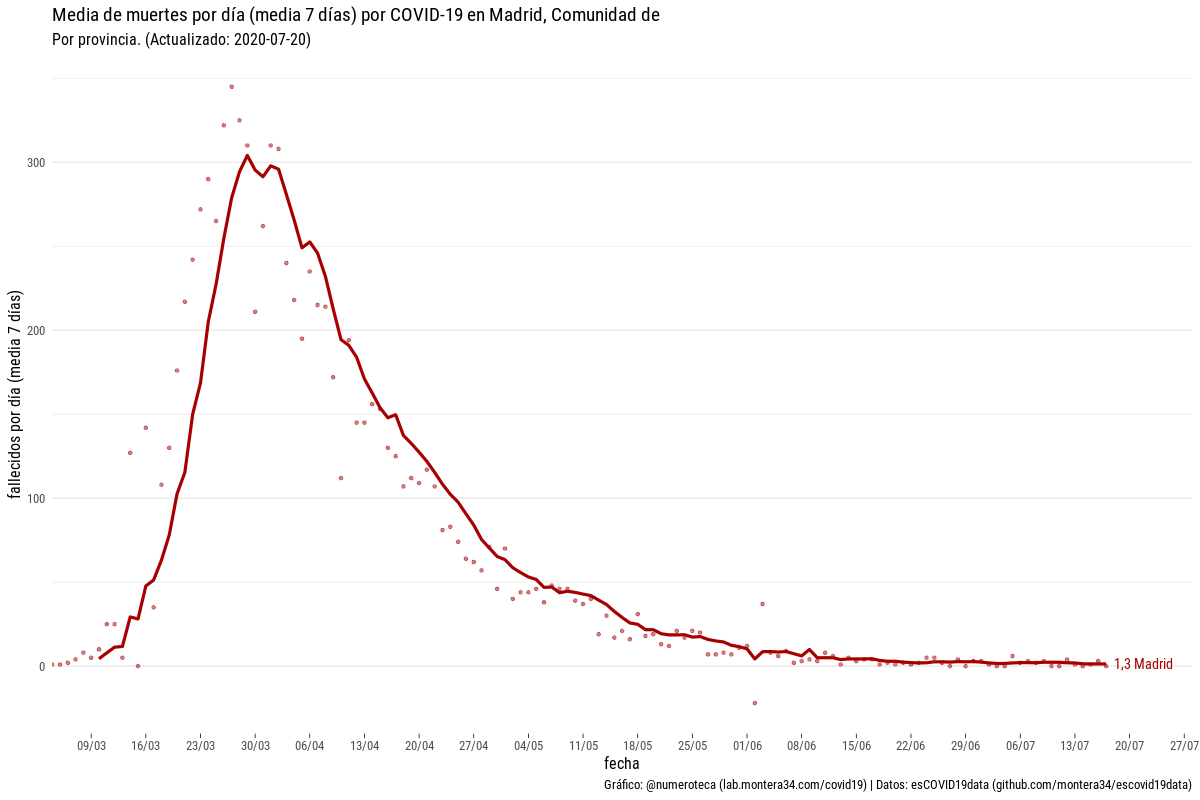 Media de muertes por día (media 7 días) por COVID-19 en Madrid, Comunidad de
Por provincia. (Actualizado: 2020-07-20)
fallecidos por día (media 7 días)
300
200
100
0
1,3 Madrid
09/03 16/03 23/03 30/03 06/04 13/04 20/04 27/04 04/05 11/05 18/05 25/05 01/06 08/06 15/06 22/06 29/06 06/07 13/07 20/07 27/07
fecha
Gráfico: @numeroteca (lab.montera34.com/covid19) | Datos: esCOVID19data (github.com/montera34/escovid19data)